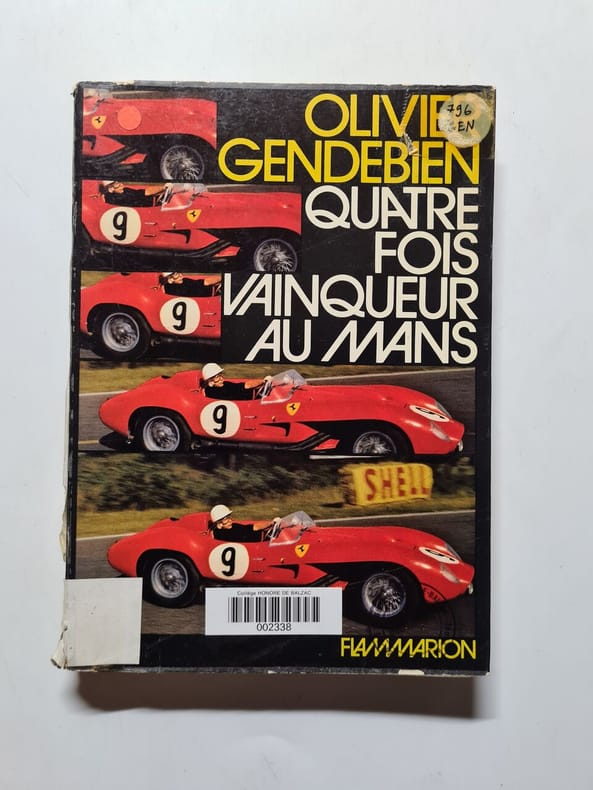 OLIVIER
GENDEBIEN
796
GEN
QUATRE
FOIS
VAINQUEUR
AU MANS
9
9
9
SHELL
9
Collège HONORE DE BALZAC
002338
FLAMMARION